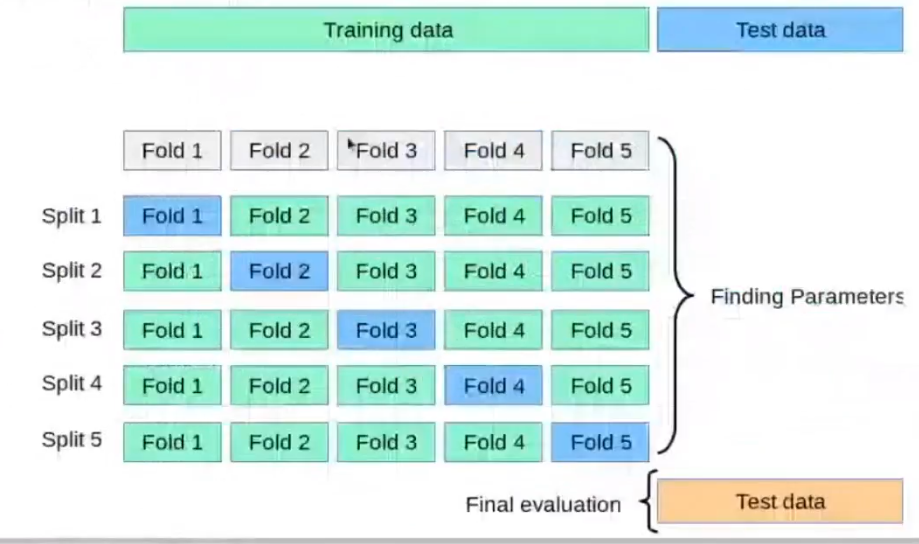 Training data Test data
Fold 1 Fold 2 Fold 3 Fold 4 Fold 5
Split 1 Fold 1 Fold 2 Fold 3 Fold 4 Fold 5
Split 2 Fold 1 Fold 2 Fold 3 Fold 4 Fold 5
Finding Parameters
Split 3 Fold 1 Fold 2 Fold 3 Fold 4 Fold 5
Split 4 Fold 1 Fold 2 Fold 3 Fold 4 Fold 5
Split 5 Fold 1 Fold 2 Fold 3 Fold 4 Fold 5
Final evaluation Test data